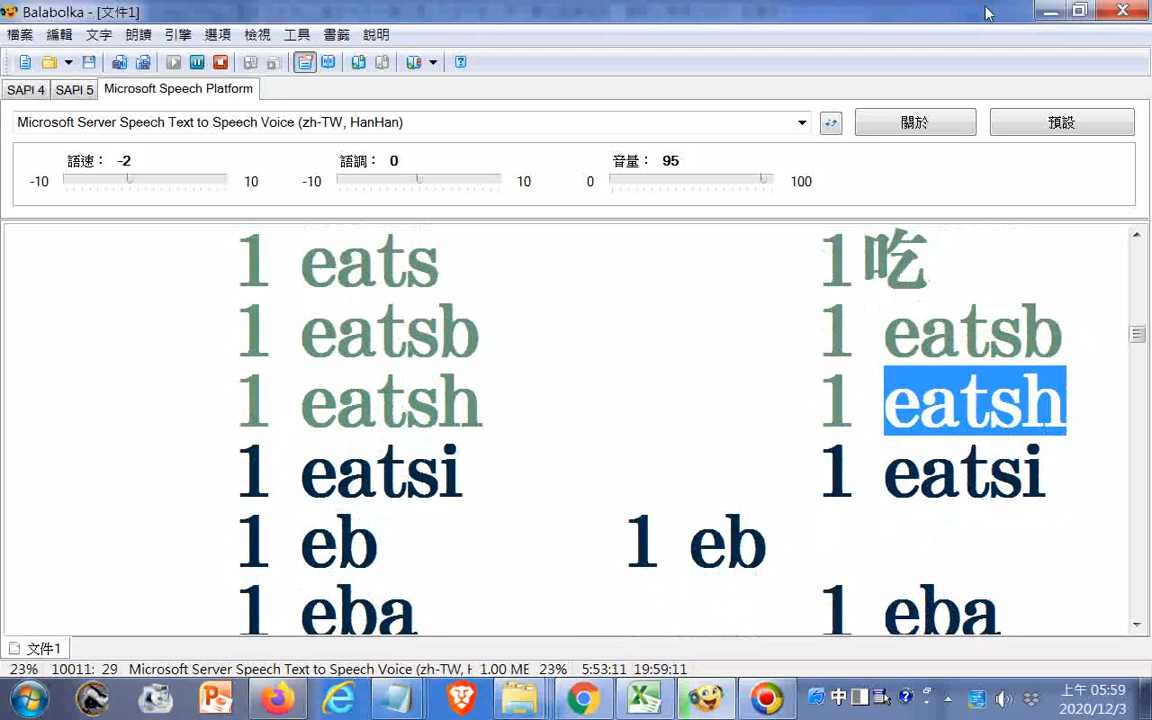 Balabolka - [文件1]
檔案 編輯 文字 朗讀 引擎 選項 檢視 工具 書籤 說明
SAPI 4 SAPI 5 Microsoft Speech Platform
Microsoft Server Speech Text to Speech Voice (zh-TW, HanHan) 關於 預設
語速： -2 語調： 0 音量： 95
-10 10 -10 10 0 100
1 eats 1吃
1 eatsb 1 eatsb
1 eatsh 1 eatsh
1 eatsi 1 eatsi
1 eb 1 eb
1 eba 1 eba
文件1
23% 10011: 29 Microsoft Server Speech Text to Speech Voice (zh-TW, H 1.00 ME 23% 5:53:11 19:59:11
中 上午 05:59
2020/12/3